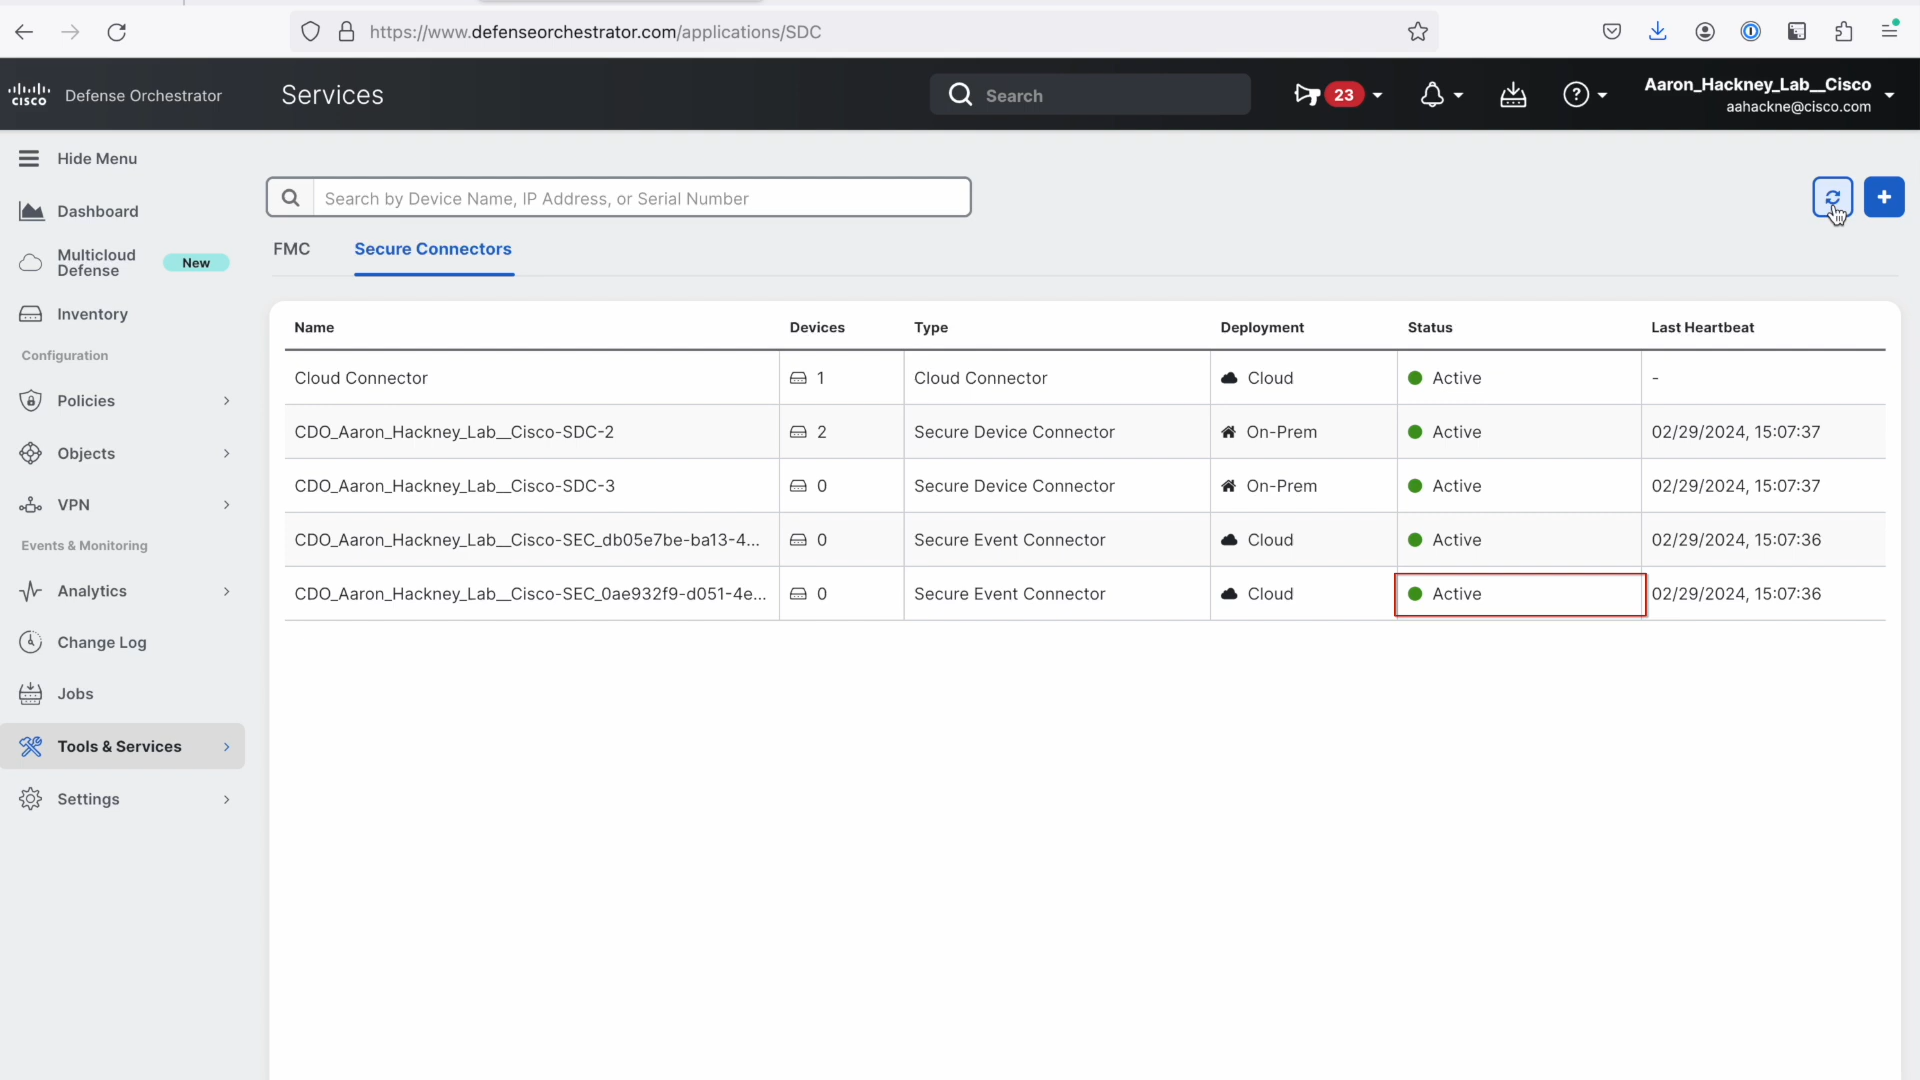 https://www.defenseorchestrator.com/applications/SDC
cisco Defense Orchestrator
Services
Search
23
Aaron_Hackney_Lab__Cisco
aahackne@cisco.com
Hide Menu
Dashboard
Multicloud
Defense
New
Inventory
Configuration
Policies
Objects
VPN
Events & Monitoring
Analytics
Change Log
Jobs
Tools & Services
Settings
Search by Device Name, IP Address, or Serial Number
FMC Secure Connectors
Name Devices Type Deployment Status Last Heartbeat
Cloud Connector 1 Cloud Connector Cloud Active -
CDO_Aaron_Hackney_Lab__Cisco-SDC-2 2 Secure Device Connector On-Prem Active 02/29/2024, 15:07:37
CDO_Aaron_Hackney_Lab__Cisco-SDC-3 0 Secure Device Connector On-Prem Active 02/29/2024, 15:07:37
CDO_Aaron_Hackney_Lab__Cisco-SEC_db05e7be-ba13-4... 0 Secure Event Connector Cloud Active 02/29/2024, 15:07:36
CDO_Aaron_Hackney_Lab__Cisco-SEC_0ae932f9-d051-4e... 0 Secure Event Connector Cloud Active 02/29/2024, 15:07:36